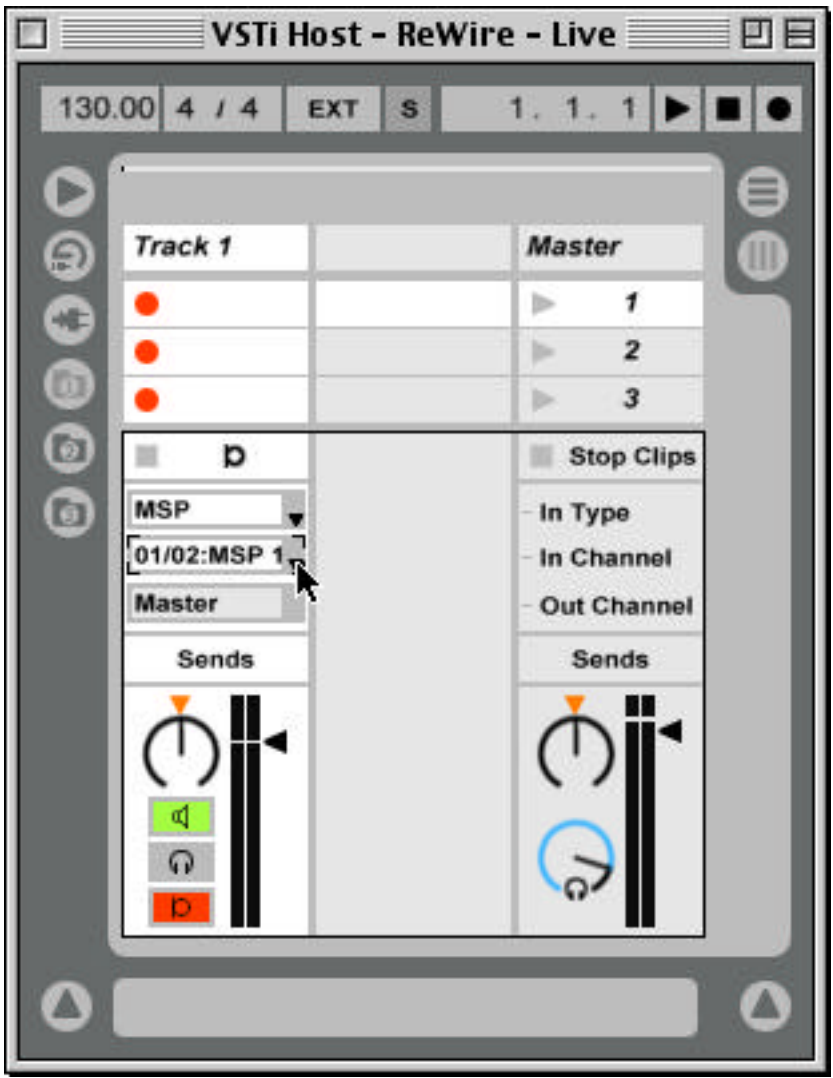 VSTi Host - ReWire - Live
130.00 4 / 4 EXT S 1. 1. 1
Track 1 Master
1
2
3
Stop Clips
MSP In Type
01/02:MSP 1 In Channel
Master Out Channel
Sends Sends